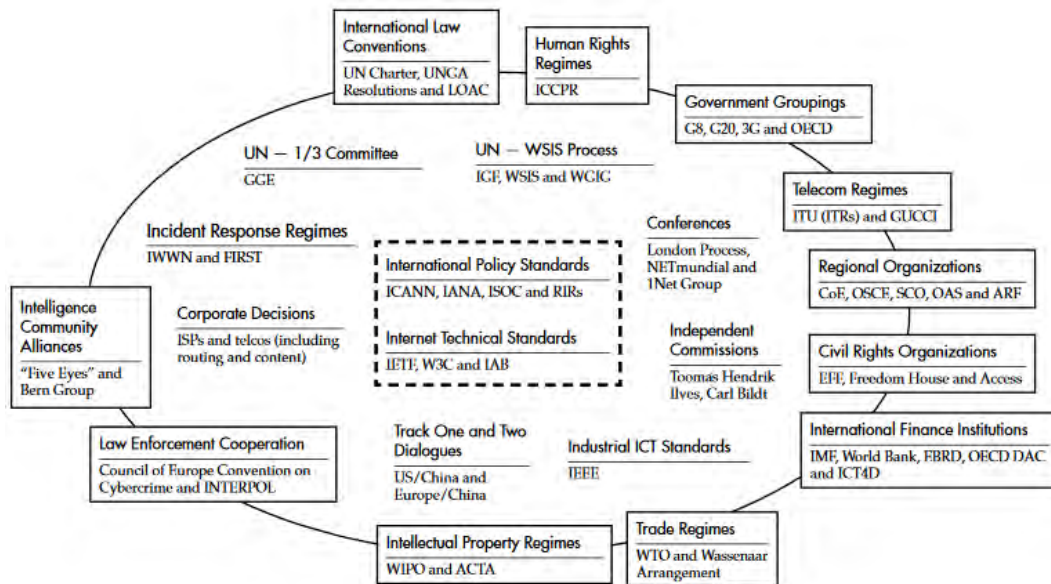 International Law
Conventions
UN Charter, UNGA
Resolutions and LOAC
Human Rights
Regimes
ICCPR
Government Groupings
G8, G20, 3G and OECD
UN – 1/3 Committee
GGE
UN – WSIS Process
IGF, WSIS and WGIG
Telecom Regimes
ITU (ITRs) and GUCCI
Incident Response Regimes
IWWN and FIRST
Conferences
London Process,
NETmundial and
1Net Group
International Policy Standards
ICANN, IANA, ISOC and RIRs
Internet Technical Standards
IETF, W3C and IAB
Regional Organizations
CoE, OSCE, SCO, OAS and ARF
Intelligence
Community
Alliances
"Five Eyes" and
Bern Group
Corporate Decisions
ISPs and telcos (including
routing and content)
Independent
Commissions
Toomas Hendrik
Ilves, Carl Bildt
Civil Rights Organizations
EFF, Freedom House and Access
International Finance Institutions
IMF, World Bank, EBRD, OECD DAC
and ICT4D
Law Enforcement Cooperation
Council of Europe Convention on
Cybercrime and INTERPOL
Track One and Two
Dialogues
US/China and
Europe/China
Industrial ICT Standards
IEEE
Intellectual Property Regimes
WIPO and ACTA
Trade Regimes
WTO and Wassenaar
Arrangement